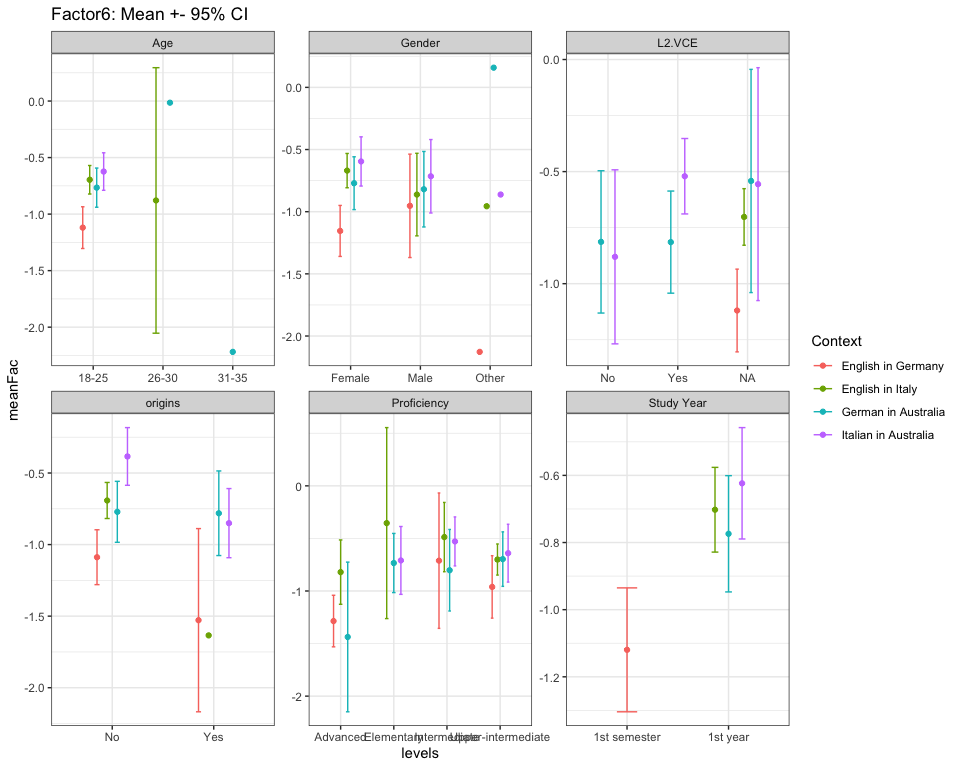 Factor6: Mean +- 95% CI
Age
Gender
L2.VCE
0.0
-0.5
-1.0
-1.5
-2.0
18-25
26-30
31-35
0.0
-0.5
-1.0
-1.5
-2.0
Female
Male
Other
0.0
-0.5
-1.0
No
Yes
NA
origins
Proficiency
Study Year
-0.5
-1.0
-1.5
-2.0
No
Yes
0
-1
-2
Advanced
Elementary
Intermediate
Upper-intermediate
-0.6
-0.8
-1.0
-1.2
1st semester
1st year
meanFac
levels
Context
English in Germany
English in Italy
German in Australia
Italian in Australia